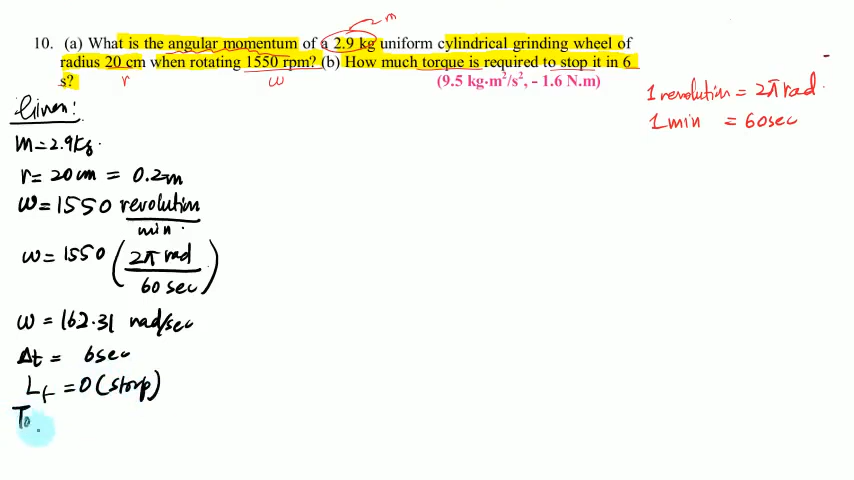 m
10. (a) What is the angular momentum of a 2.9 kg uniform cylindrical grinding wheel of
radius 20 cm when rotating 1550 rpm? (b) How much torque is required to stop it in 6
s?
(9.5 kg·m²/s², - 1.6 N.m)
r
ω
1 revolution = 2π rad
1 min = 60sec
Given:
m=2.9kg.
r= 20cm = 0.2m
ω=1550 revolution/min.
ω=1550 (2π rad/60 sec)
ω=162.31 rad/sec
Δt = 6sec
Lf =0(storp)
To